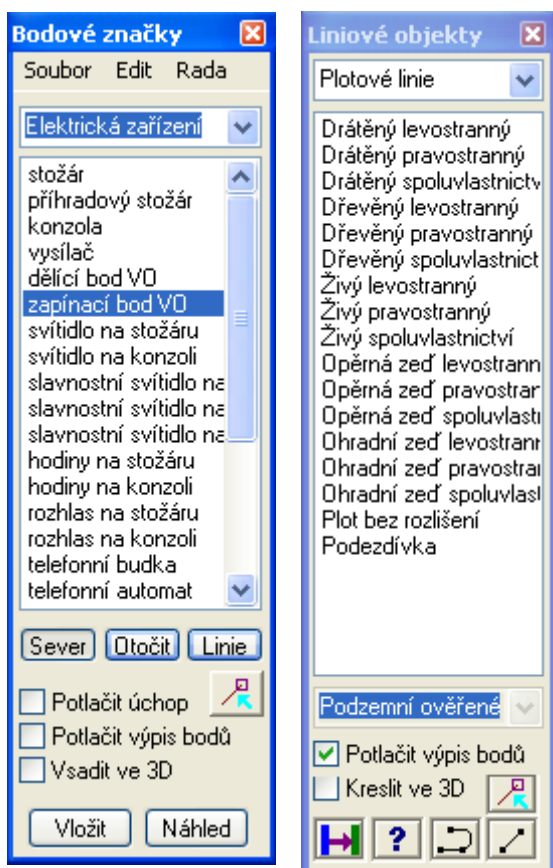 Bodové značky
Soubor Edit Rada
Elektrická zařízení
stožár
příhradový stožár
konzola
vysílač
dělící bod VO
zapínací bod VO
svítidlo na stožáru
svítidlo na konzoli
slavnostní svítidlo na
slavnostní svítidlo na
slavnostní svítidlo na
hodiny na stožáru
hodiny na konzoli
rozhlas na stožáru
rozhlas na konzoli
telefonní budka
telefonní automat
Sever Otočit Linie
Potlačit úchop
Potlačit výpis bodů
Vsadit ve 3D
Vložit Náhled
Liniové objekty
Plotové linie
Drátěný levostranný
Drátěný pravostranný
Drátěný spoluvlastnictv
Dřevěný levostranný
Dřevěný pravostranný
Dřevěný spoluvlastnict
Živý levostranný
Živý pravostranný
Živý spoluvlastnictví
Opěrná zeď levostrann
Opěrná zeď pravostrar
Opěrná zeď spoluvlastı
Ohradní zeď levostranr
Ohradní zeď pravostrai
Ohradní zeď spoluvlasl
Plot bez rozlišení
Podezdívka
Podzemní ověřené
Potlačit výpis bodů
Kreslit ve 3D
?